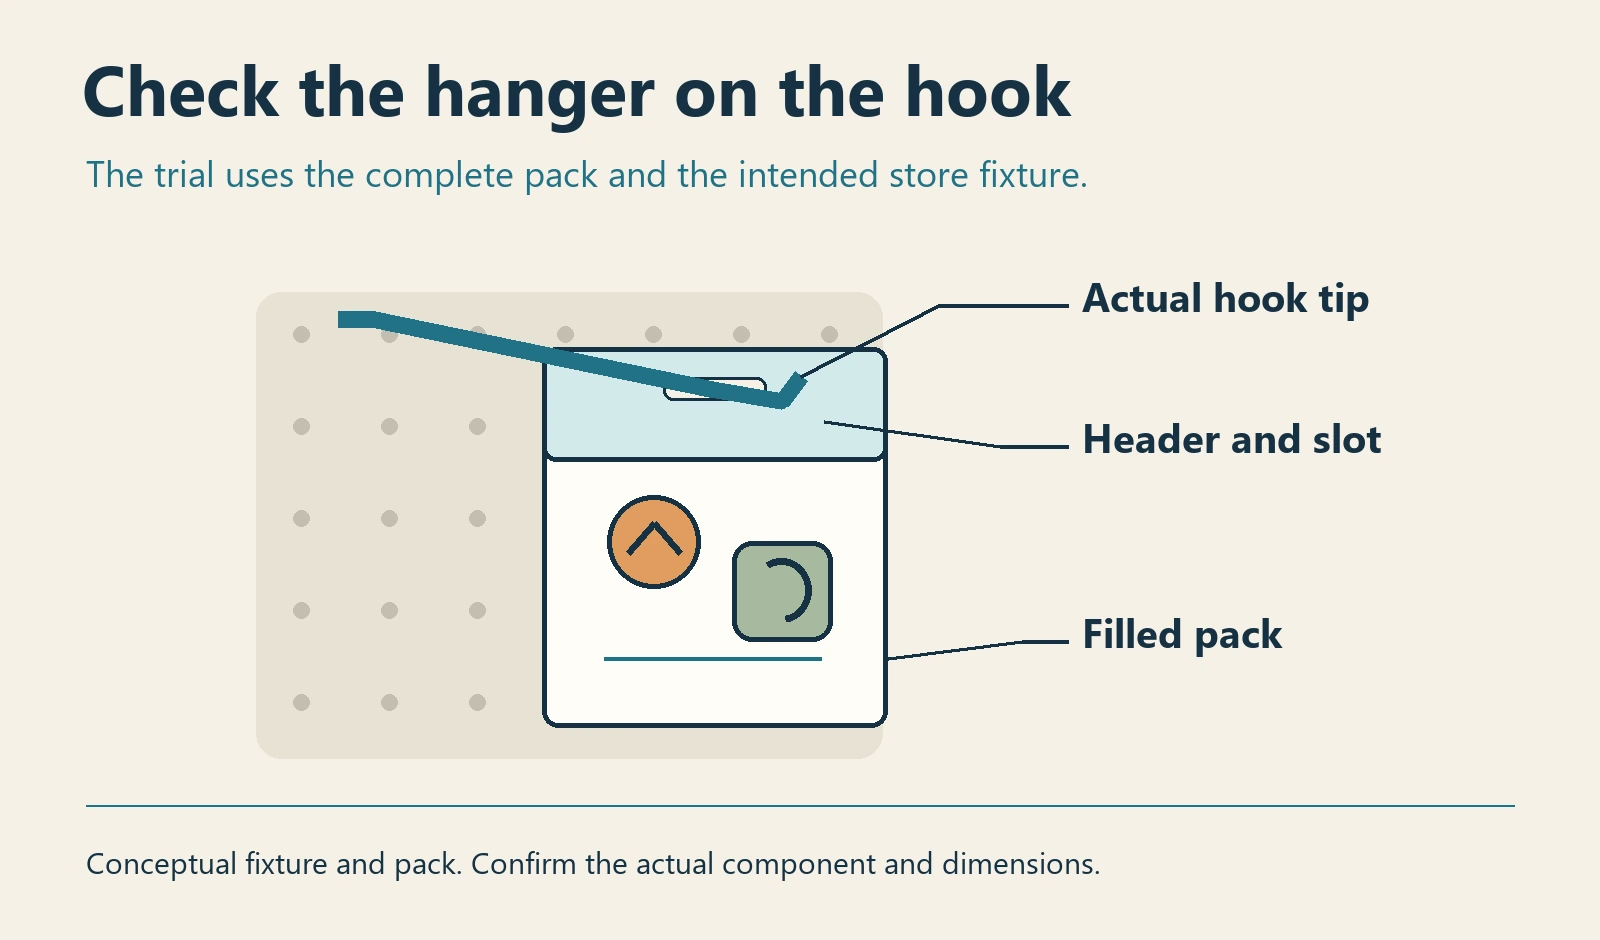 Check the hanger on the hook
The trial uses the complete pack and the intended store fixture.
Actual hook tip
Header and slot
Filled pack
Conceptual fixture and pack. Confirm the actual component and dimensions.